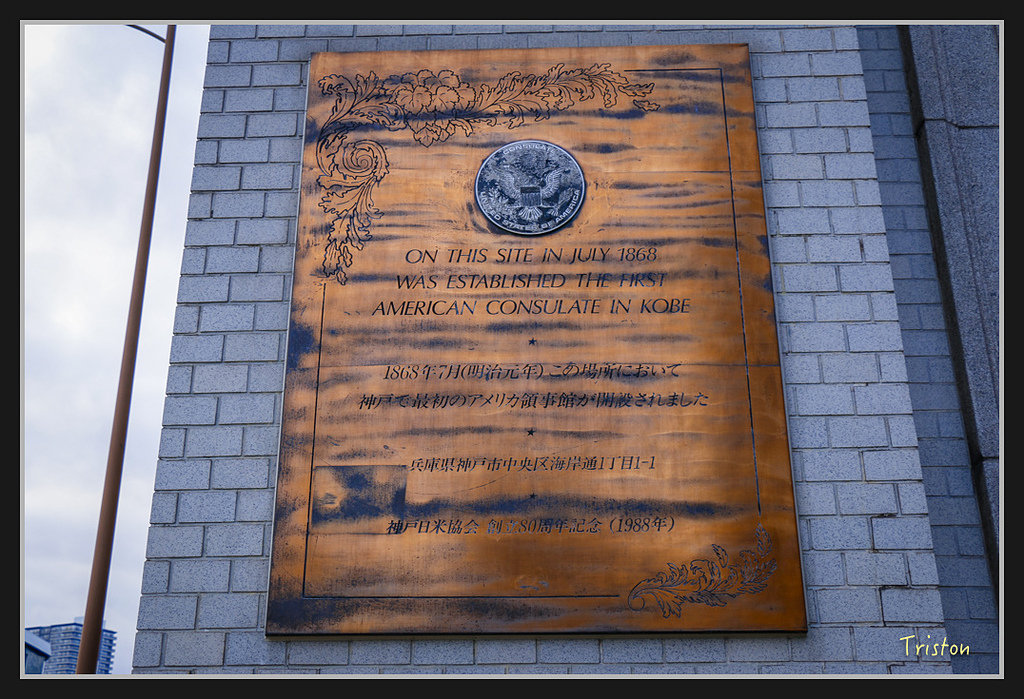 CONSULATE
UNITED STATES OF AMERICA
ON THIS SITE IN JULY 1868
WAS ESTABLISHED THE FIRST
AMERICAN CONSULATE IN KOBE
1868年7月(明治元年)この場所において
神戸で最初のアメリカ領事館が開設されました
兵庫県神戸市中央区海岸通1丁目1-1
神戸日米協会 創立80周年記念 (1988年)
Triston